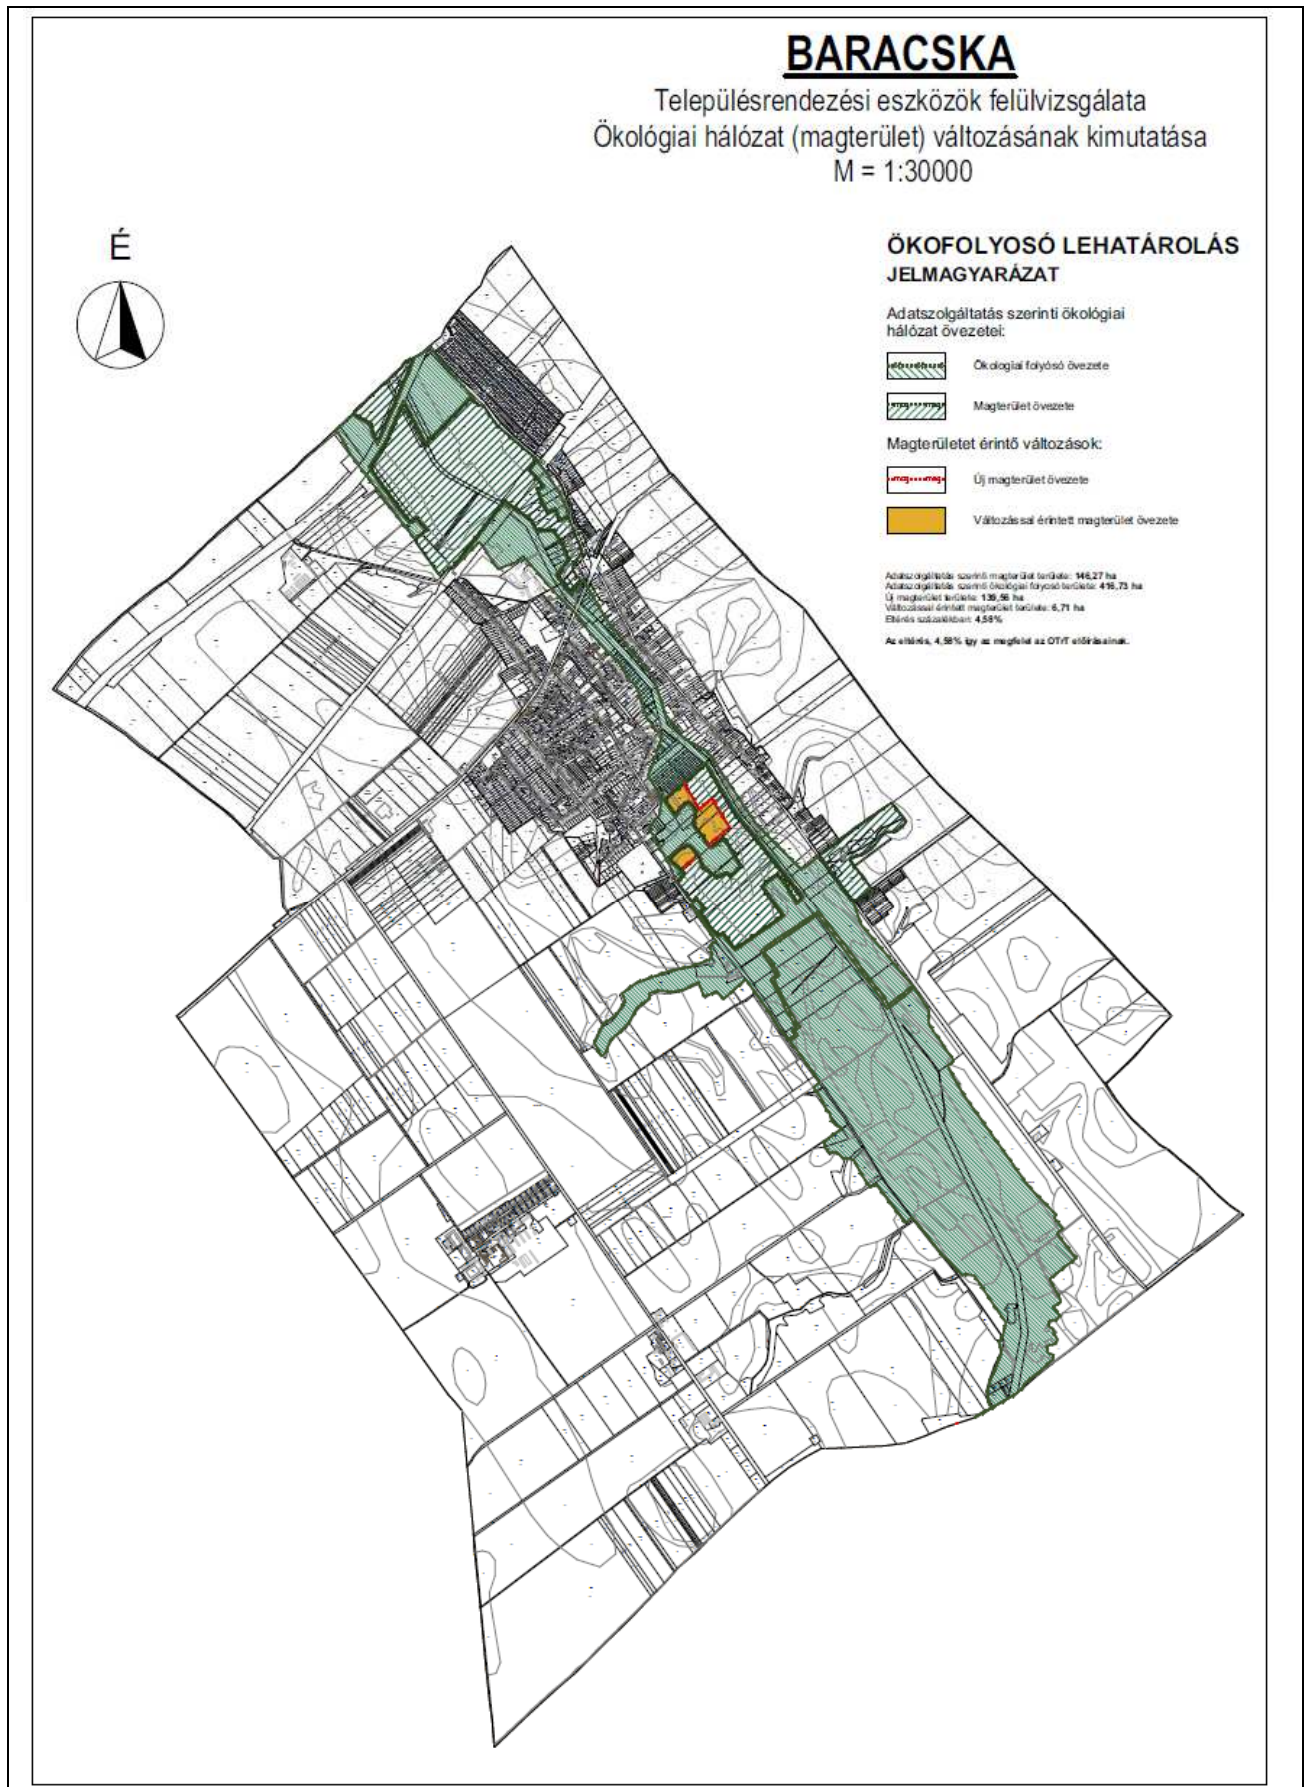 BARACSKA
Településrendezési eszközök felülvizsgálata
Ökológiai hálózat (magterület) változásának kimutatása
M = 1:30000
É
ÖKOFOLYOSÓ LEHATÁROLÁS
JELMAGYARÁZAT
Adatszolgáltatás szerinti ökológiai
hálózat övezetei:
Ökologiai folyósó övezete
Magterület övezete
Magterületet érintő változások:
Új magterület övezete
Változással érintett magterület övezete
Adatszolgáltatás szerinti magterület területe: 146,27 ha
Adatszolgáltatás szerinti ökológiai folyosó területe: 416,73 ha
Új magterület területe: 139,56 ha
Változással érintett magterület területe: 6,71 ha
Eltérés százalékban: 4,58%
Az eltérés, 4,58% így az megfelel az OTrT előírásainak.